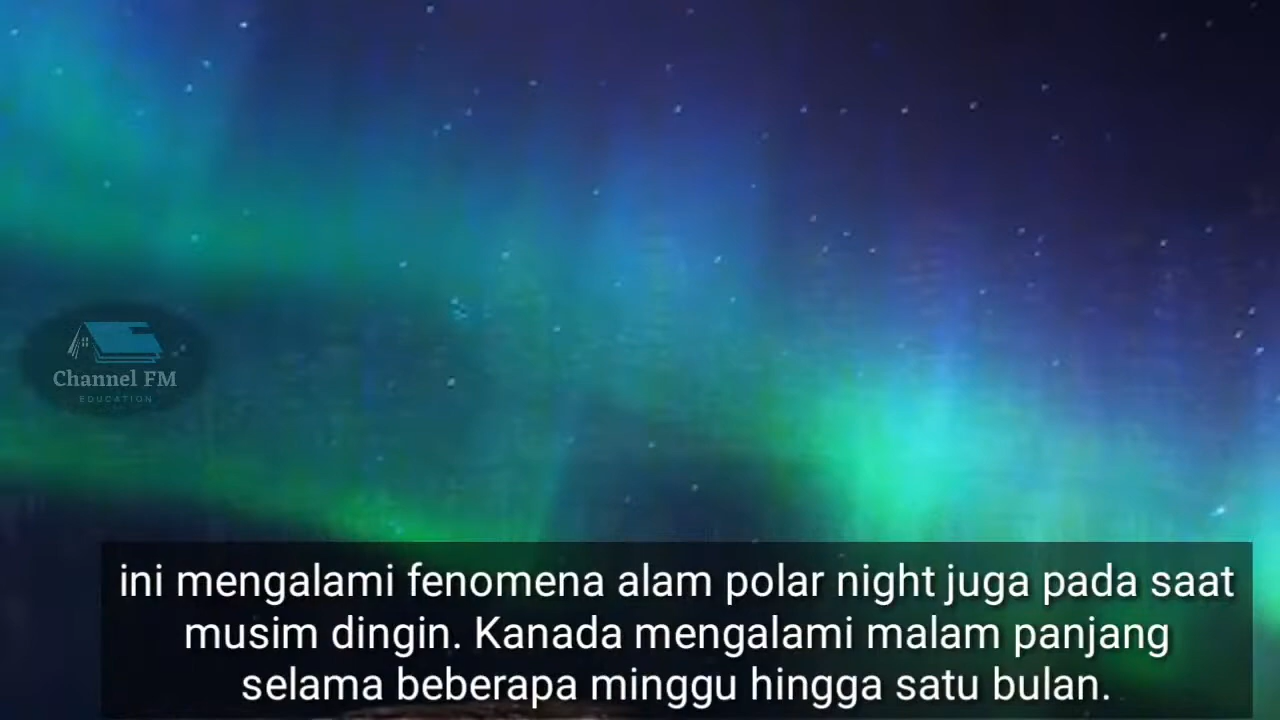 Channel FM
EDUCATION
ini mengalami fenomena alam polar night juga pada saat
musim dingin. Kanada mengalami malam panjang
selama beberapa minggu hingga satu bulan.